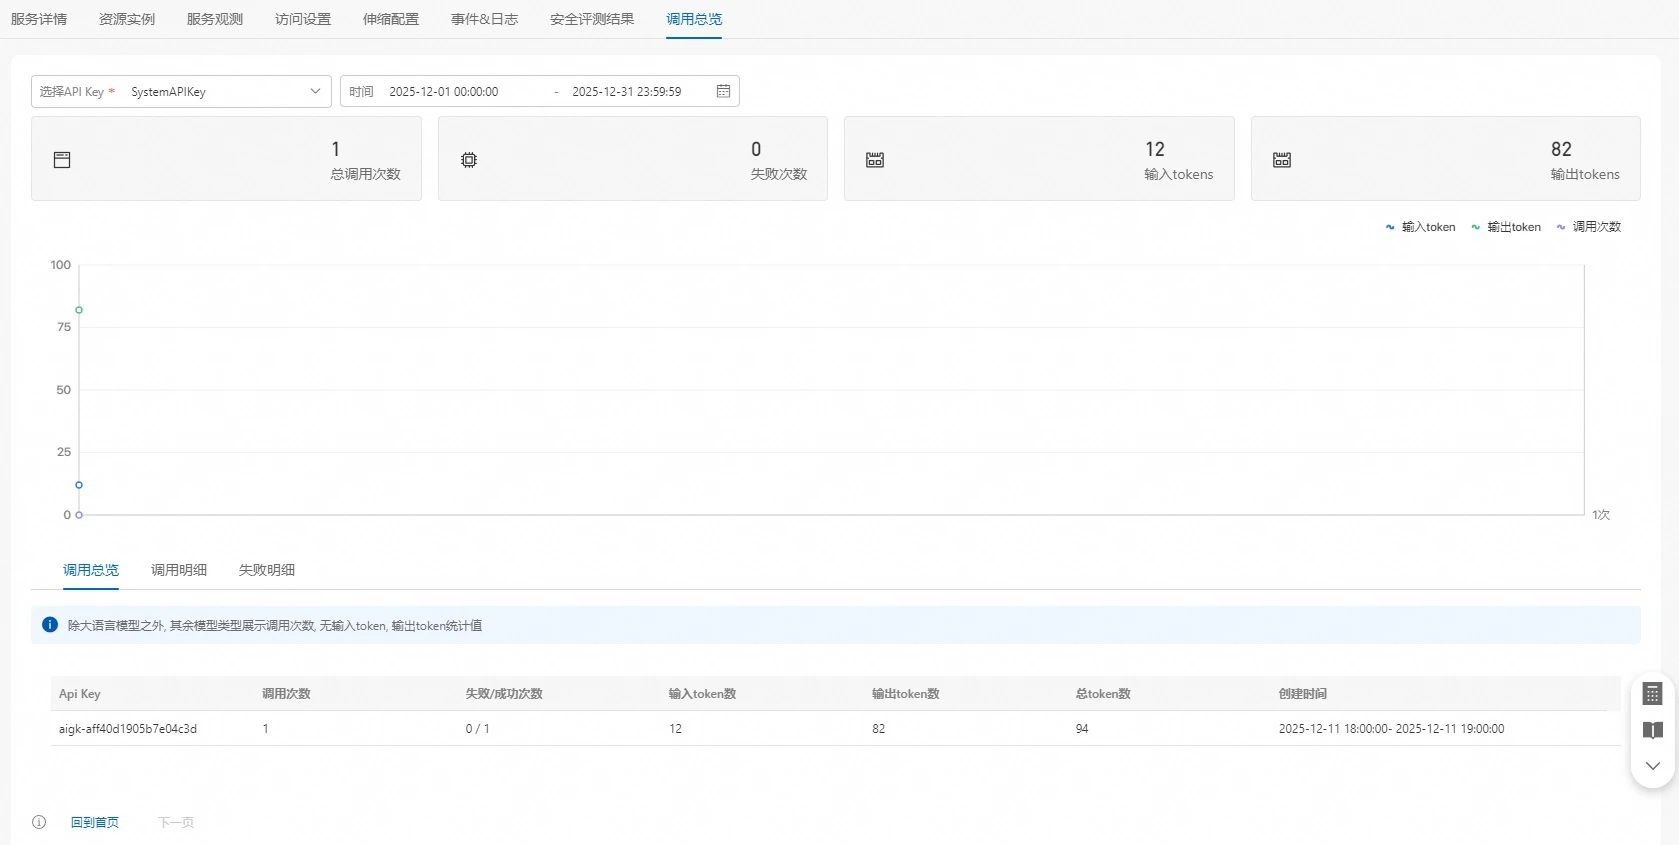 服务详情 资源实例 服务观测 访问设置 伸缩配置 事件&日志 安全评测结果 调用总览
选择API Key * SystemAPIKey 时间 2025-12-01 00:00:00 - 2025-12-31 23:59:59
1 0 12 82
总调用次数 失败次数 输入tokens 输出tokens
输入token 输出token 调用次数
100
75
50
25
0 1次
调用总览 调用明细 失败明细
除大语言模型之外, 其余模型类型展示调用次数, 无输入token, 输出token统计值
Api Key 调用次数 失败/成功次数 输入token数 输出token数 总token数 创建时间
aigk-aff40d1905b7e04c3d 1 0 / 1 12 82 94 2025-12-11 18:00:00- 2025-12-11 19:00:00
回到首页 下一页